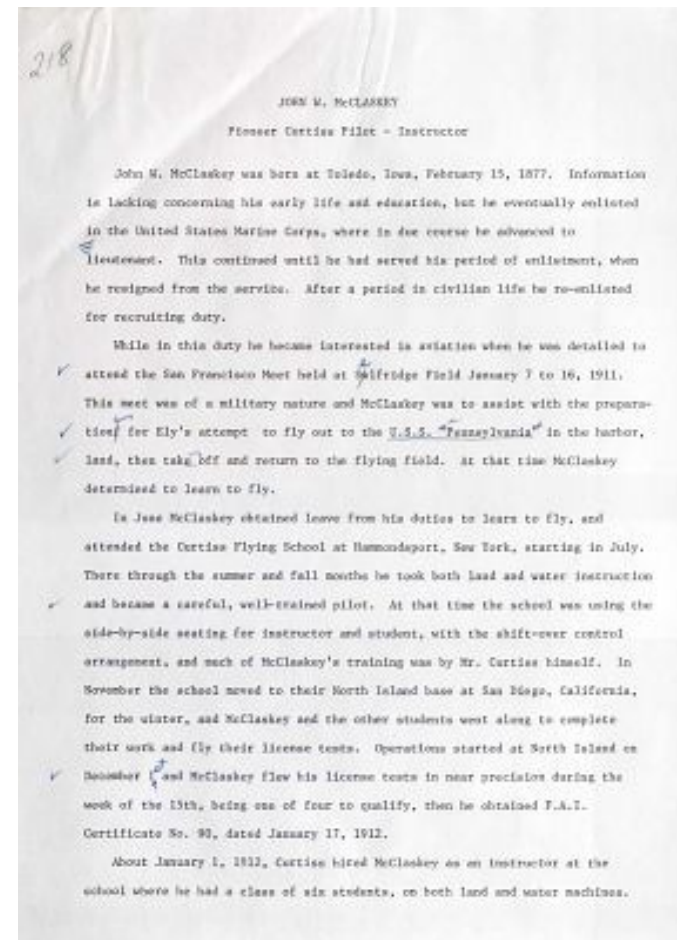 218
JOHN W. McCLASKEY
Pioneer Curtiss Pilot - Instructor
John W. McClaskey was born at Toledo, Iowa, February 15, 1877. Information
is lacking concerning his early life and education, but he eventually enlisted
in the United States Marine Corps, where in due course he advanced to
lieutenant. This continued until he had served his period of enlistment, when
he resigned from the service. After a period in civilian life he re-enlisted
for recruiting duty.
While in this duty he became interested in aviation when he was detailed to
attend the San Francisco Meet held at Selfridge Field January 7 to 16, 1911.
This meet was of a military nature and McClaskey was to assist with the prepara-
tion for Ely's attempt to fly out to the U.S.S. "Pennsylvania" in the harbor,
land, then take off and return to the flying field. At that time McClaskey
determined to learn to fly.
In June McClaskey obtained leave from his duties to learn to fly, and
attended the Curtiss Flying School at Hammondsport, New York, starting in July.
There through the summer and fall months he took both land and water instruction
and became a careful, well-trained pilot. At that time the school was using the
side-by-side seating for instructor and student, with the shift-over control
arrangement, and much of McClaskey's training was by Mr. Curtiss himself. In
November the school moved to their North Island base at San Diego, California,
for the winter, and McClaskey and the other students went along to complete
their work and fly their license tests. Operations started at North Island on
December 1st and McClaskey flew his license tests in near precision during the
week of the 15th, being one of four to qualify, then he obtained F.A.I.
Certificate No. 90, dated January 17, 1912.
About January 1, 1912, Curtiss hired McClaskey as an instructor at the
school where he had a class of six students, on both land and water machines.